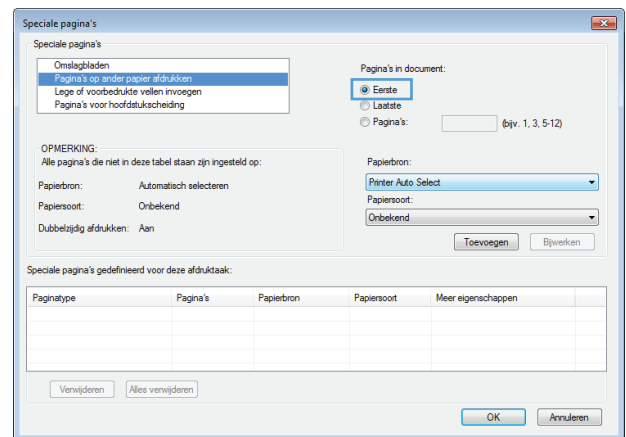 Speciale pagina's
Speciale pagina's
Omslagbladen
Pagina's op ander papier afdrukken
Lege of voorbedrukte vellen invoegen
Pagina's voor hoofdstukscheiding
Pagina's in document:
Eerste
Laatste
Pagina's: (bijv. 1, 3, 5-12)
OPMERKING:
Alle pagina's die niet in deze tabel staan zijn ingesteld op:
Papierbron: Automatisch selecteren
Papiersoort: Onbekend
Dubbelzijdig afdrukken: Aan
Papierbron:
Printer Auto Select
Papiersoort:
Onbekend
Toevoegen Bijwerken
Speciale pagina's gedefinieerd voor deze afdruktaak:
Paginatype Pagina's Papierbron Papiersoort Meer eigenschappen
Verwijderen Alles verwijderen
OK Annuleren